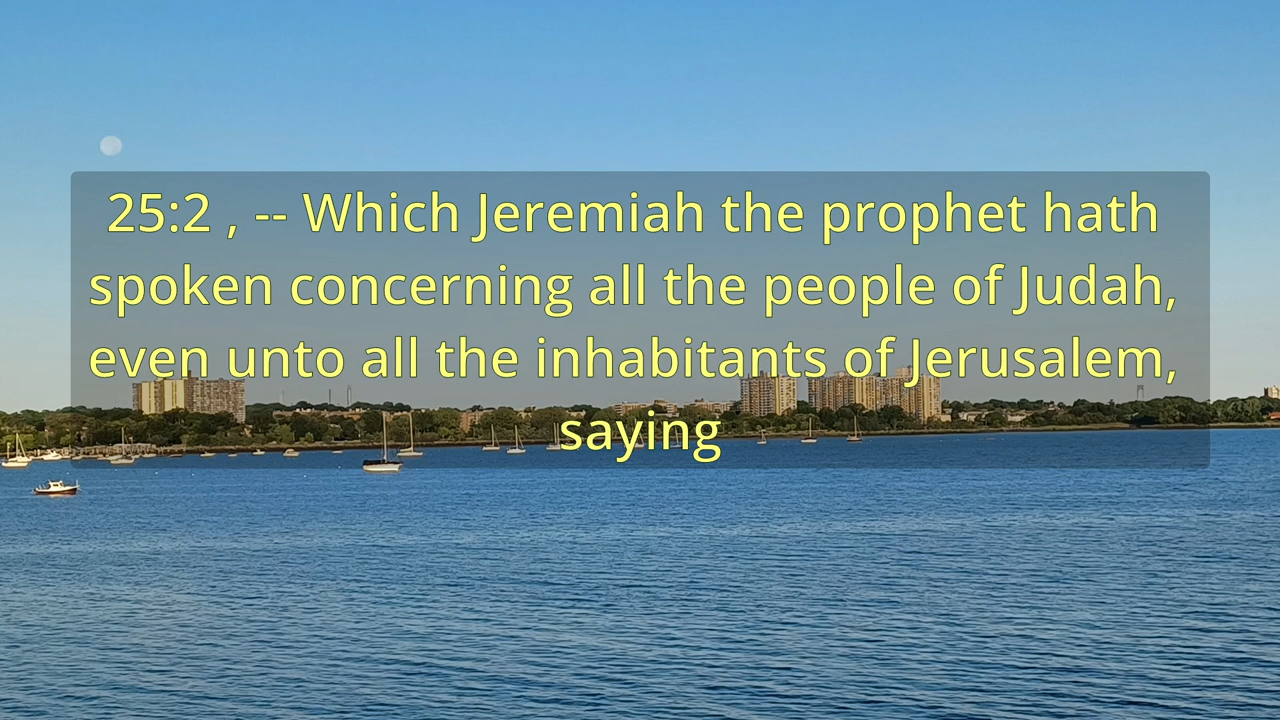 25:2 , -- Which Jeremiah the prophet hath
spoken concerning all the people of Judah,
even unto all the inhabitants of Jerusalem,
saying